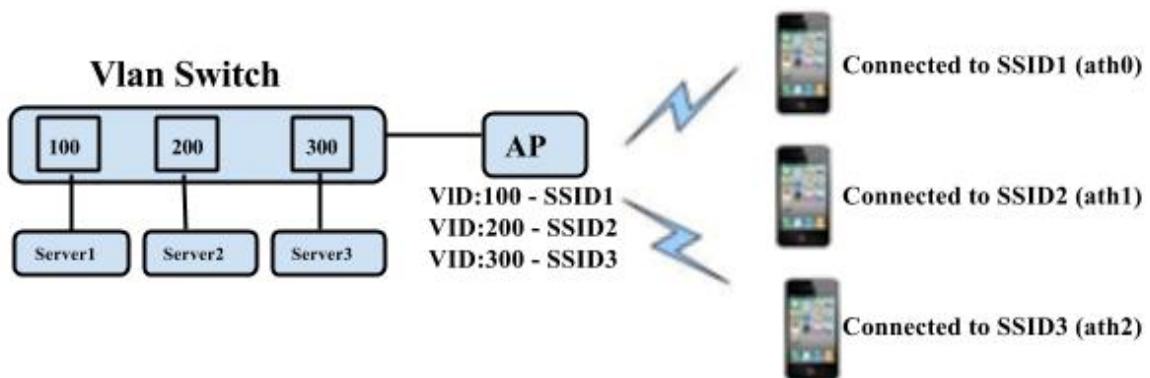 Vlan Switch
100
200
300
Server1
Server2
Server3
AP
VID:100 - SSID1
VID:200 - SSID2
VID:300 - SSID3
Connected to SSID1 (ath0)
Connected to SSID2 (ath1)
Connected to SSID3 (ath2)